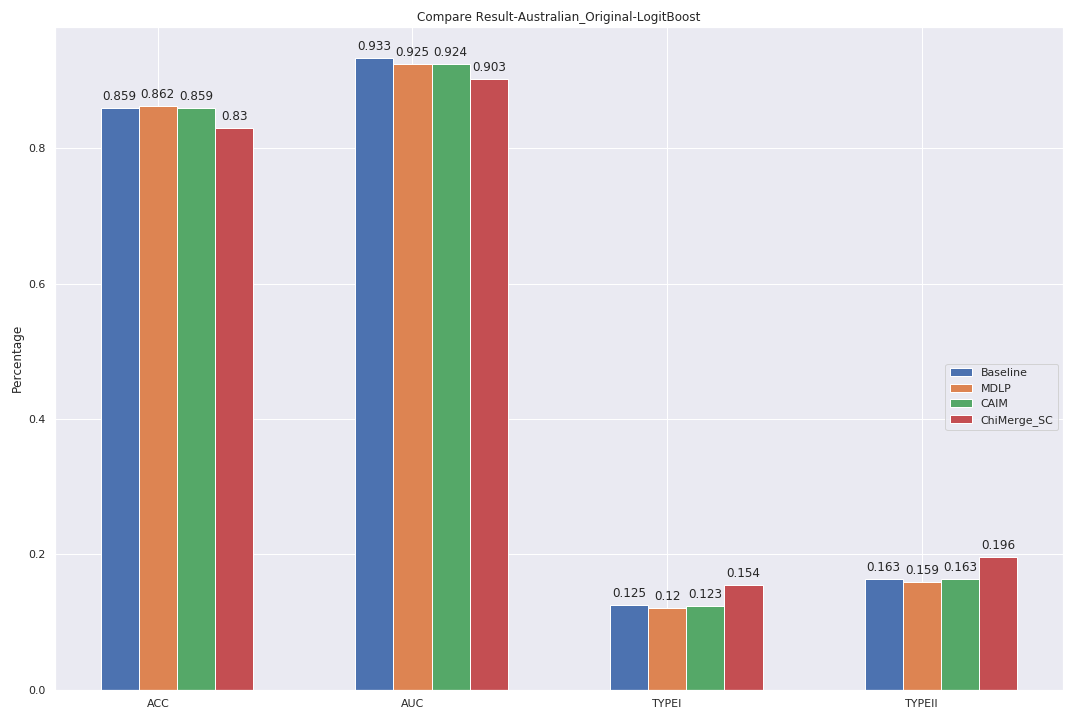 Compare Result-Australian_Original-LogitBoost
Percentage
0.8
0.6
0.4
0.2
0.0
0.859
0.862
0.859
0.83
0.933
0.925
0.924
0.903
0.125
0.12
0.123
0.154
0.163
0.159
0.163
0.196
Baseline
MDLP
CAIM
ChiMerge_SC
ACC
AUC
TYPEI
TYPEII